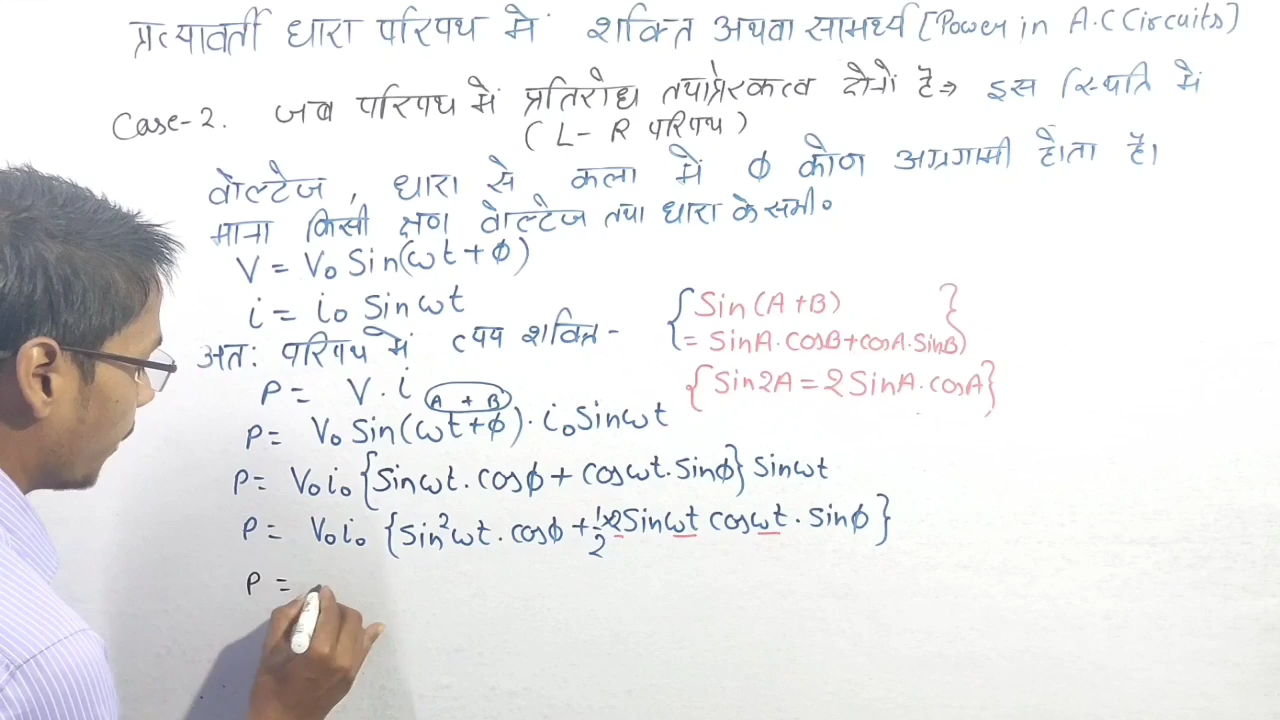 प्रत्यावर्ती धारा परिपथ में शक्ति अथवा सामर्थ्य [Power in A.C Circuits]
Case-2. जब परिपथ में प्रतिरोध तथा प्रेरकत्व दोनों है⇒ इस स्थिति में
(L-R परिपथ)
वोल्टेज, धारा से कला में ϕ कोण अग्रगामी होता है।
माना किसी क्षण वोल्टेज तथा धारा के समी०
V = V₀ Sin(ωt+ϕ)
i = i₀ Sinωt
अतः परिपथ में व्यय शक्ति-
{Sin(A+B)}
{= SinA.cosB+cosA.SinB}
{Sin2A=2SinA.cosA}
P= V.i
A + B
P= V₀ Sin(ωt+ϕ). i₀Sinωt
P= V₀i₀{Sinωt.cosϕ+cosωt.Sinϕ}Sinωt
P= V₀i₀{Sin²ωt.cosϕ+1/2×2Sinωt cosωt.Sinϕ}
P=